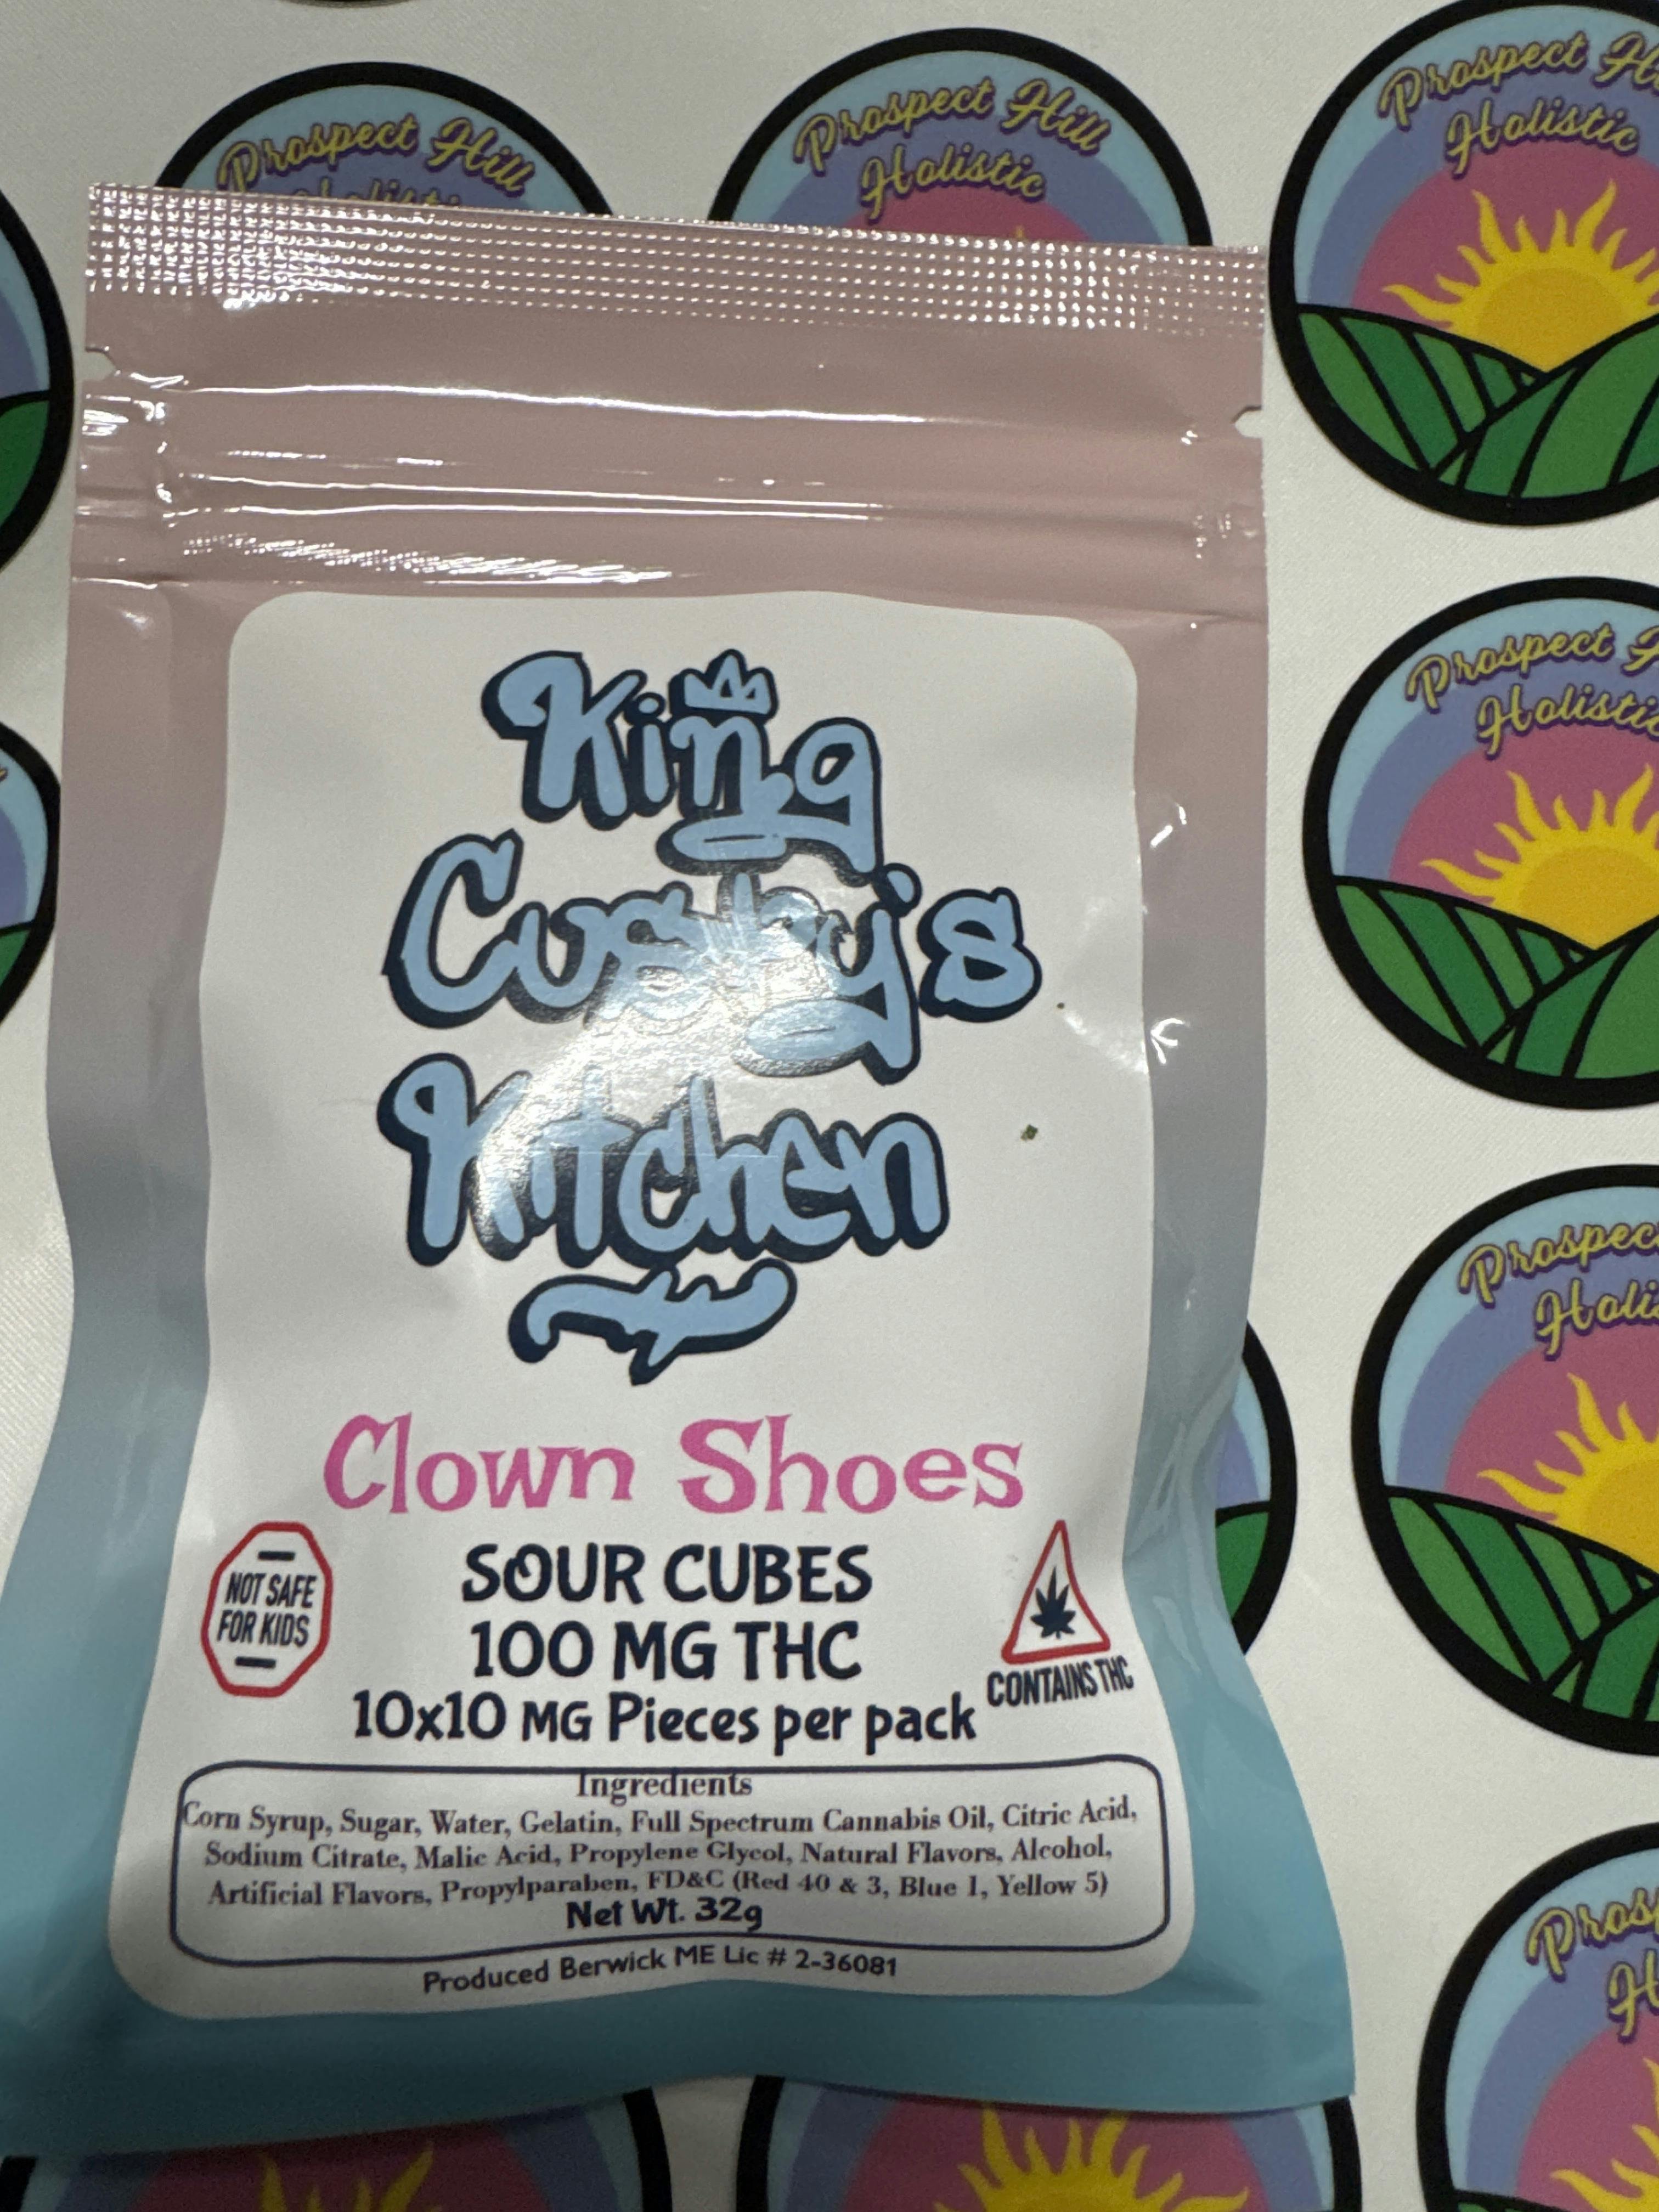 Prospect Hill
Prospect Hill
Holistic
Prospect
Holistic
King
Kitchen
Clown Shoes
NOT SAFE
FOR KIDS
SOUR CUBES
100 MG THC
10x10 MG Pieces per pack
CONTAINS THC
Ingredients
Corn Syrup, Sugar, Water, Gelatin, Full Spectrum Cannabis Oil, Citric Acid,
Sodium Citrate, Malic Acid, Propylene Glycol, Natural Flavors, Alcohol,
Artificial Flavors, Propylparaben, FD&C (Red 40 & 3, Blue 1, Yellow 5)
Net Wt. 32g
Produced Berwick ME Lic # 2-36081
Prospect